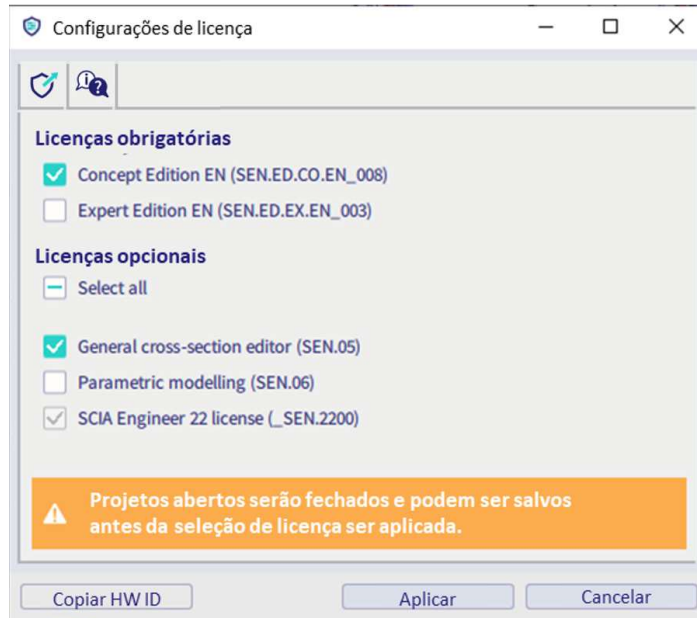 Configurações de licença
Licenças obrigatórias
Concept Edition EN (SEN.ED.CO.EN_008)
Expert Edition EN (SEN.ED.EX.EN_003)
Licenças opcionais
Select all
General cross-section editor (SEN.05)
Parametric modelling (SEN.06)
SCIA Engineer 22 license (_SEN.2200)
Projetos abertos serão fechados e podem ser salvos
antes da seleção de licença ser aplicada.
Copiar HW ID Aplicar Cancelar